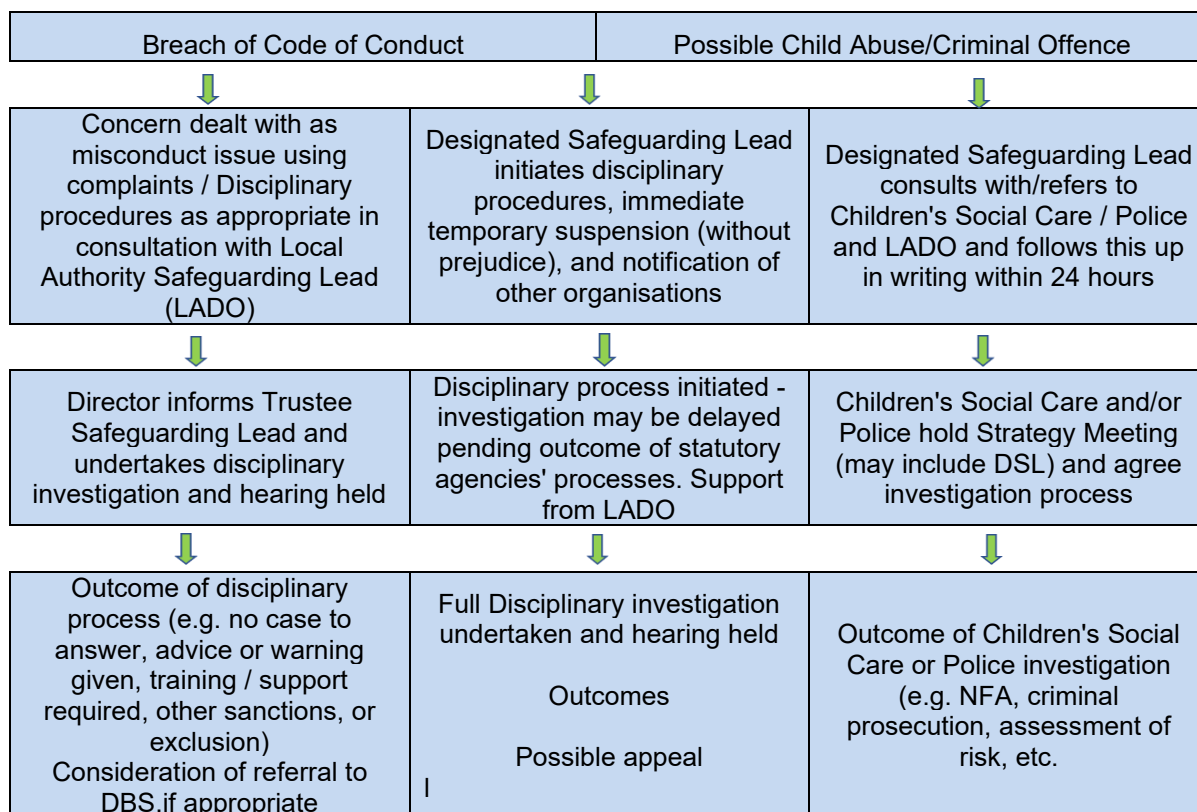 Breach of Code of Conduct
Possible Child Abuse/Criminal Offence
Concern dealt with as
misconduct issue using
complaints / Disciplinary
procedures as appropriate in
consultation with Local
Authority Safeguarding Lead
(LADO)
Designated Safeguarding Lead
initiates disciplinary
procedures, immediate
temporary suspension (without
prejudice), and notification of
other organisations
Designated Safeguarding Lead
consults with/refers to
Children's Social Care / Police
and LADO and follows this up
in writing within 24 hours
Director informs Trustee
Safeguarding Lead and
undertakes disciplinary
investigation and hearing held
Disciplinary process initiated -
investigation may be delayed
pending outcome of statutory
agencies' processes. Support
from LADO
Children's Social Care and/or
Police hold Strategy Meeting
(may include DSL) and agree
investigation process
Outcome of disciplinary
process (e.g. no case to
answer, advice or warning
given, training / support
required, other sanctions, or
exclusion)
Consideration of referral to
DBS.if appropriate
Full Disciplinary investigation
undertaken and hearing held
Outcomes
Possible appeal
l
Outcome of Children's Social
Care or Police investigation
(e.g. NFA, criminal
prosecution, assessment of
risk, etc.